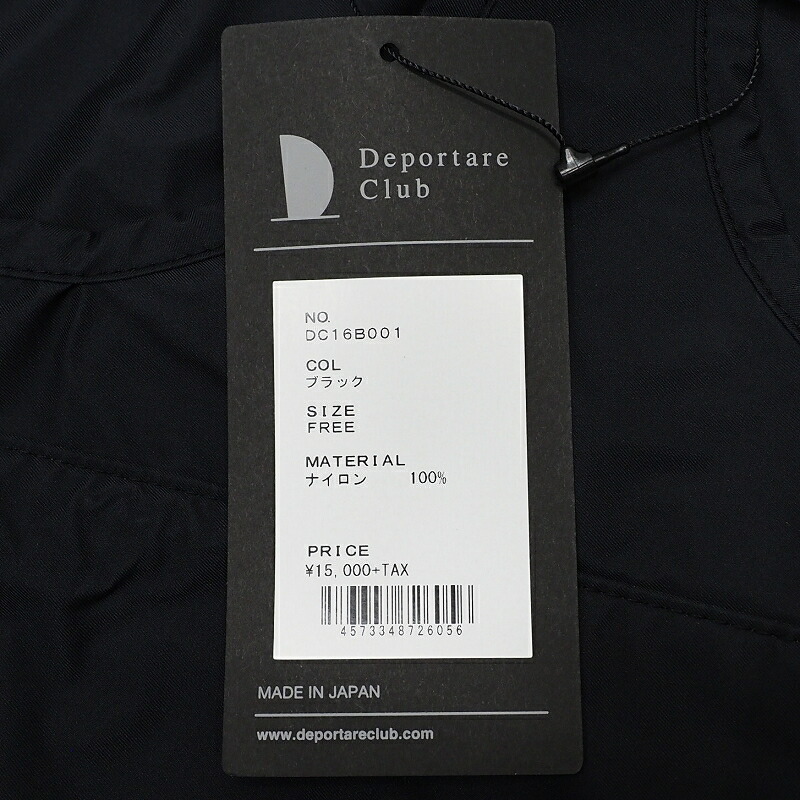 Deportare
Club
NO.
DC16B001
COL
ブラック
SIZE
FREE
MATERIAL
ナイロン 100%
PRICE
¥15,000+TAX
4573348726056
MADE IN JAPAN
www.deportareclub.com